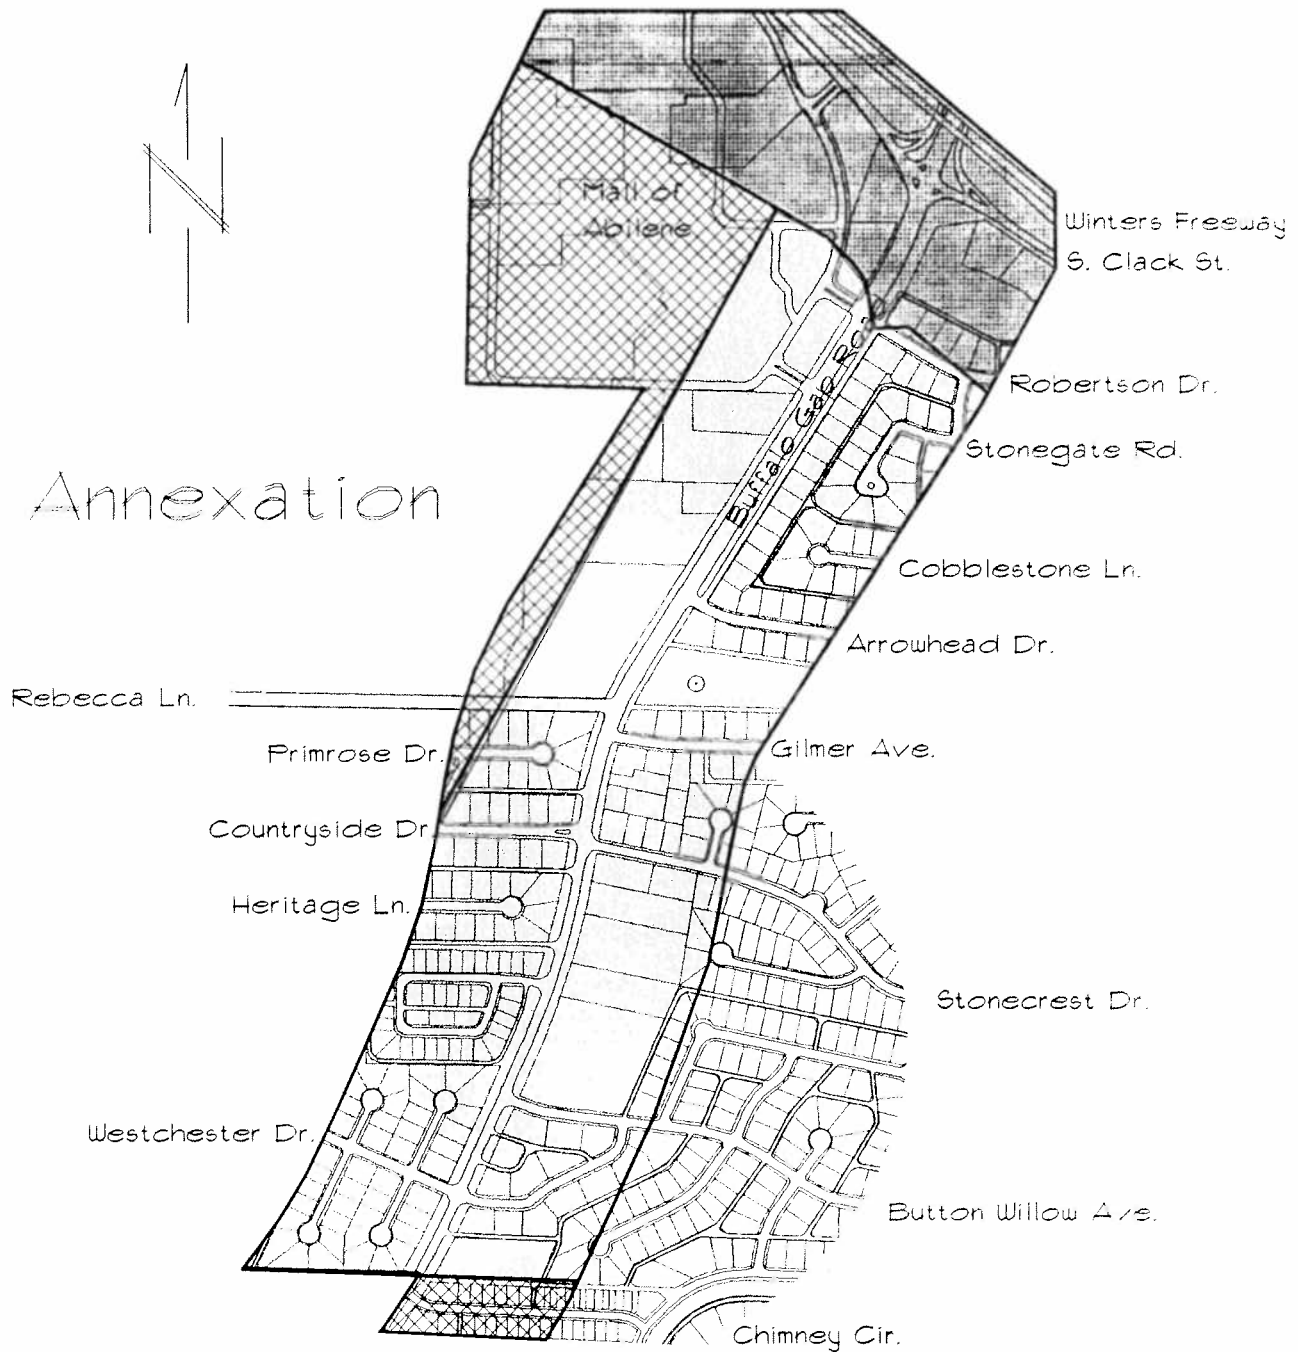 N
Mall of
Abilene
Winters Freeway
S. Clack St.
Buffalo Gap Rd.
Robertson Dr.
Stonegate Rd.
Annexation
Cobblestone Ln.
Arrowhead Dr.
Rebecca Ln.
Primrose Dr.
Gilmer Ave.
Countryside Dr.
Heritage Ln.
Stonecrest Dr.
Westchester Dr.
Button Willow Ave.
Chimney Cir.